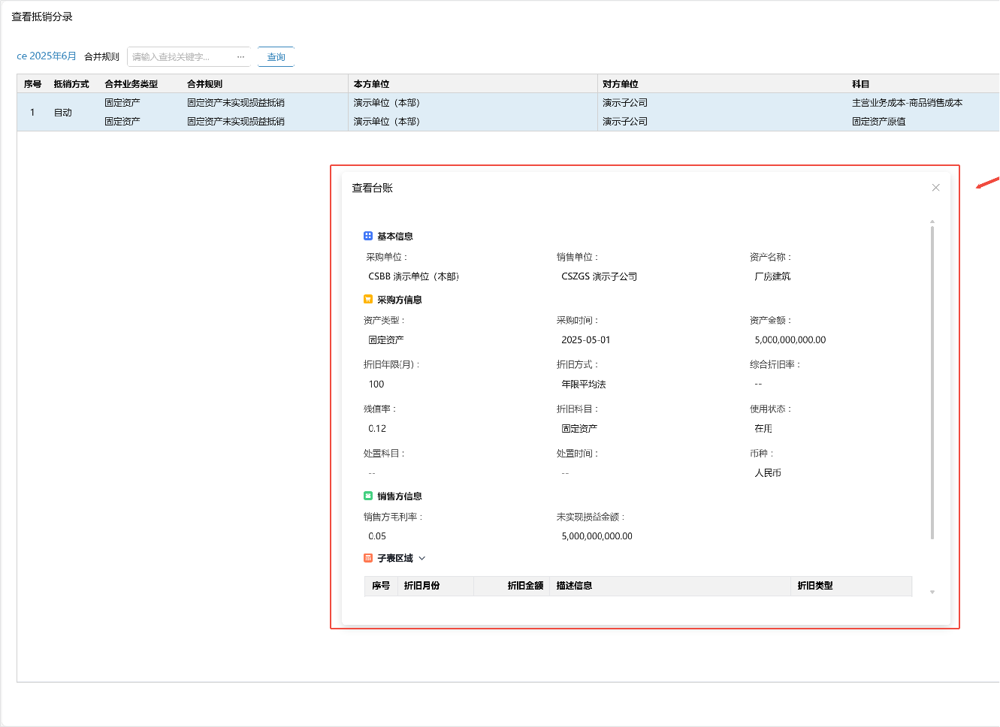 查看抵销分录
ce 2025年6月 合并规则 请输入查找关键字... ... 查询
序号 抵销方式 合并业务类型 合并规则 本方单位 对方单位 科目
固定资产 固定资产未实现损益抵销 演示单位（本部） 演示子公司 主营业务成本-商品销售成本
1 自动
固定资产 固定资产未实现损益抵销 演示单位（本部） 演示子公司 固定资产原值
查看台账
基本信息
采购单位： 销售单位： 资产名称：
CSBB 演示单位（本部） CSZGS 演示子公司 厂房建筑
采购方信息
资产类型： 采购时间： 资产金额：
固定资产 2025-05-01 5,000,000,000.00
折旧年限(月)： 折旧方式： 综合折旧率：
100 年限平均法 --
残值率： 折旧科目： 使用状态：
0.12 固定资产 在用
处置科目： 处置时间： 币种：
-- -- 人民币
销售方信息
销售方毛利率： 未实现损益金额：
0.05 5,000,000,000.00
子表区域
序号 折旧月份 折旧金额 描述信息 折旧类型